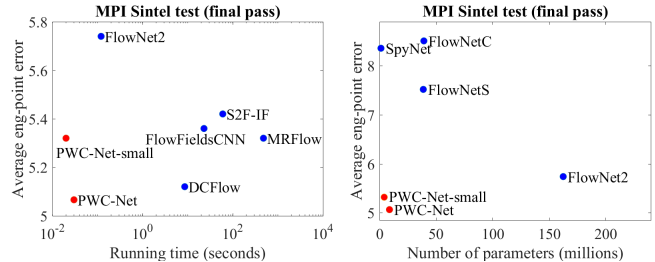 MPI Sintel test (final pass)
Average eng-point error
5.8
5.6
5.4
5.2
5
FlowNet2
S2F-IF
FlowFieldsCNN
MRFlow
PWC-Net-small
DCFlow
PWC-Net
10^-2
10^0
10^2
10^4
Running time (seconds)
MPI Sintel test (final pass)
Average eng-point error
8
7
6
5
FlowNetC
SpyNet
FlowNetS
FlowNet2
PWC-Net-small
PWC-Net
0
50
100
150
200
Number of parameters (millions)